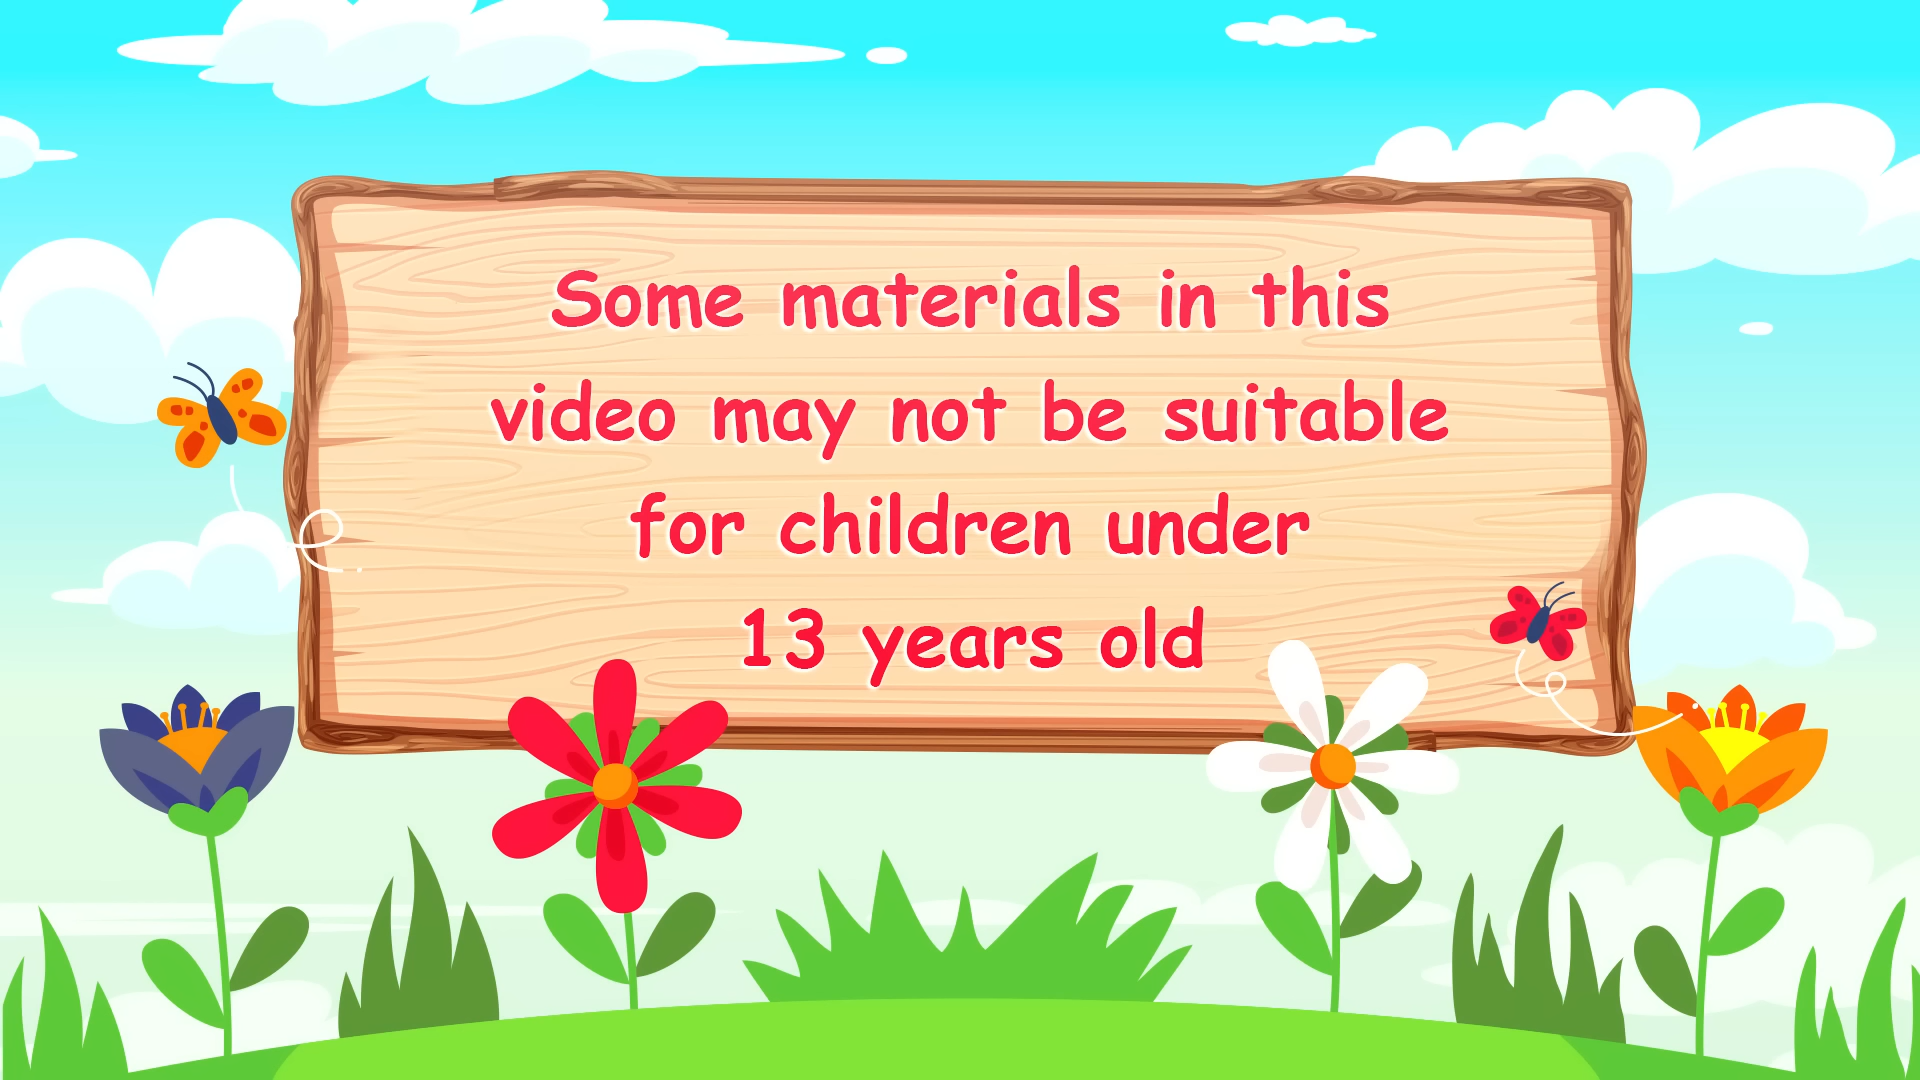 Some materials in this
video may not be suitable
for children under
13 years old